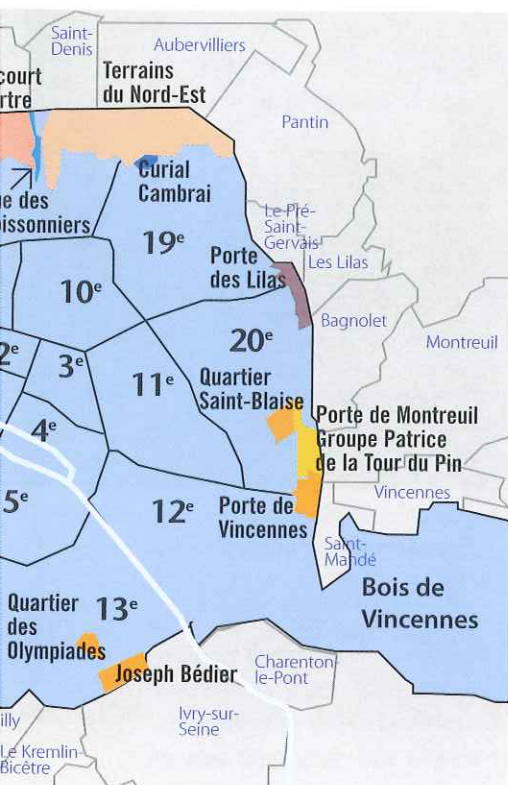 Saint-
Denis
Aubervilliers
court
rtre
Terrains
du Nord-Est
Pantin
Curial
Cambrai
ge des
oissonniers
19e
Le Pré-
Saint-
Gervais
Porte
des Lilas
Les Lilas
10e
Bagnolet
20e
Montreuil
2e
3e
11e
Quartier
Saint-Blaise
4e
Porte de Montreuil
Groupe Patrice
de la Tour du Pin
5e
12e
Porte de
Vincennes
Vincennes
Saint-
Mandé
Bois de
Vincennes
Quartier
des
Olympiades
13e
Joseph Bédier
Charenton-
le-Pont
illy
Ivry-sur-
Seine
Le Kremlin-
Bicêtre